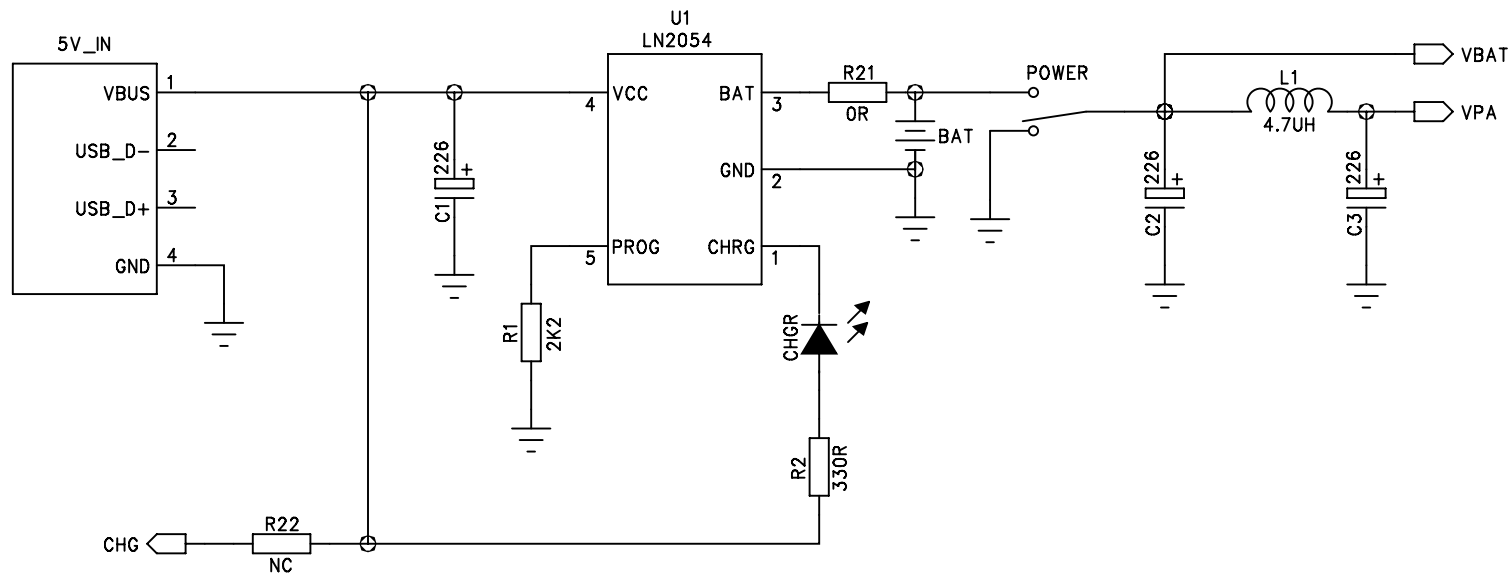 5V_IN
VBUS 1
USB_D- 2
USB_D+ 3
GND 4
226
+
C1
U1
LN2054
4 VCC
BAT 3
GND 2
5 PROG
CHRG 1
R1
2K2
R21
0R
BAT
POWER
CHGR
R2
330R
CHG
R22
NC
226
+
C2
L1
4.7UH
226
+
C3
VBAT
VPA